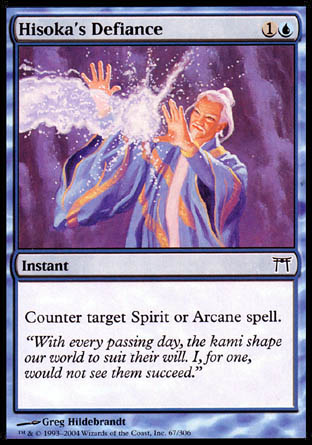 Hisoka's Defiance 1
Instant
Counter target Spirit or Arcane spell.
"With every passing day, the kami shape
our world to suit their will. I, for one,
would not see them succeed."
Greg Hildebrandt
™ & © 1993–2004 Wizards of the Coast, Inc. 67/306